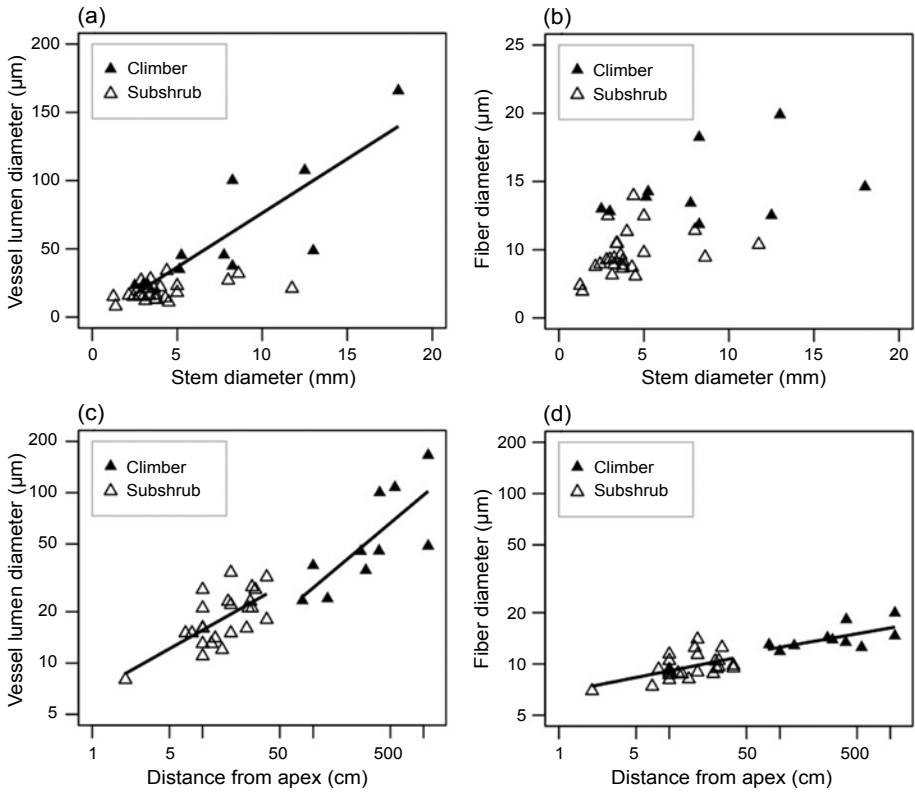 (a)
200
150
100
50
0
Vessel lumen diameter (µm)
Climber
Subshrub
0 5 10 15 20
Stem diameter (mm)
(b)
25
20
15
10
5
0
Fiber diameter (µm)
Climber
Subshrub
0 5 10 15 20
Stem diameter (mm)
(c)
200
100
50
20
10
5
Vessel lumen diameter (µm)
Climber
Subshrub
1 5 50 500
Distance from apex (cm)
(d)
200
100
50
20
10
5
Fiber diameter (µm)
Climber
Subshrub
1 5 50 500
Distance from apex (cm)